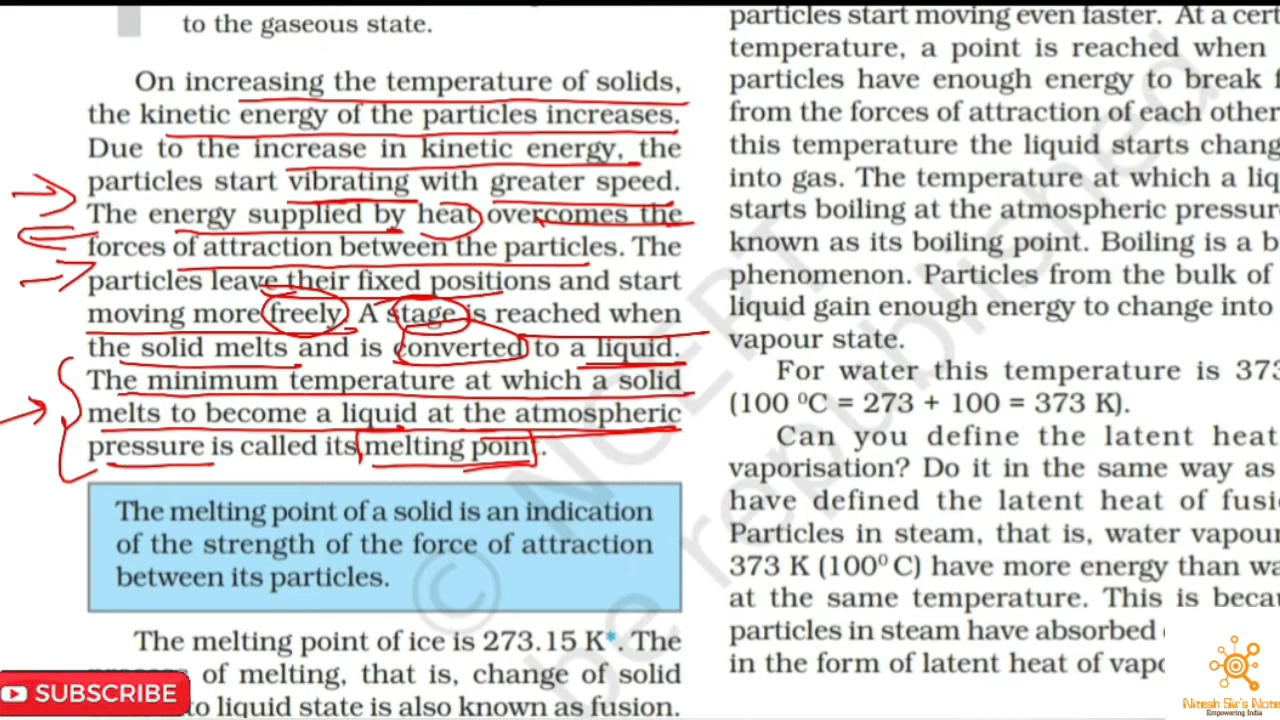 to the gaseous state.
On increasing the temperature of solids,
the kinetic energy of the particles increases.
Due to the increase in kinetic energy, the
particles start vibrating with greater speed.
The energy supplied by heat overcomes the
forces of attraction between the particles. The
particles leave their fixed positions and start
moving more freely. A stage is reached when
the solid melts and is converted to a liquid.
The minimum temperature at which a solid
melts to become a liquid at the atmospheric
pressure is called its melting point.
The melting point of a solid is an indication
of the strength of the force of attraction
between its particles.
The melting point of ice is 273.15 K*. The
of melting, that is, change of solid
to liquid state is also known as fusion.
SUBSCRIBE
particles start moving even faster. At a
temperature, a point is reached when
particles have enough energy to break
from the forces of attraction of each other
this temperature the liquid starts
into gas. The temperature at which a
starts boiling at the atmospheric pressure
known as its boiling point. Boiling is a
phenomenon. Particles from the bulk of
liquid gain enough energy to change into
vapour state.
For water this temperature is 373
(100 ⁰C = 273 + 100 = 373 K).
Can you define the latent heat
vaporisation? Do it in the same way as
have defined the latent heat of
Particles in steam, that is, water
373 K (100⁰ C) have more energy than
at the same temperature. This is
particles in steam have absorbed
in the form of latent heat of
© NCERT
be republished
Nitesh Sir's Note
Empowering India